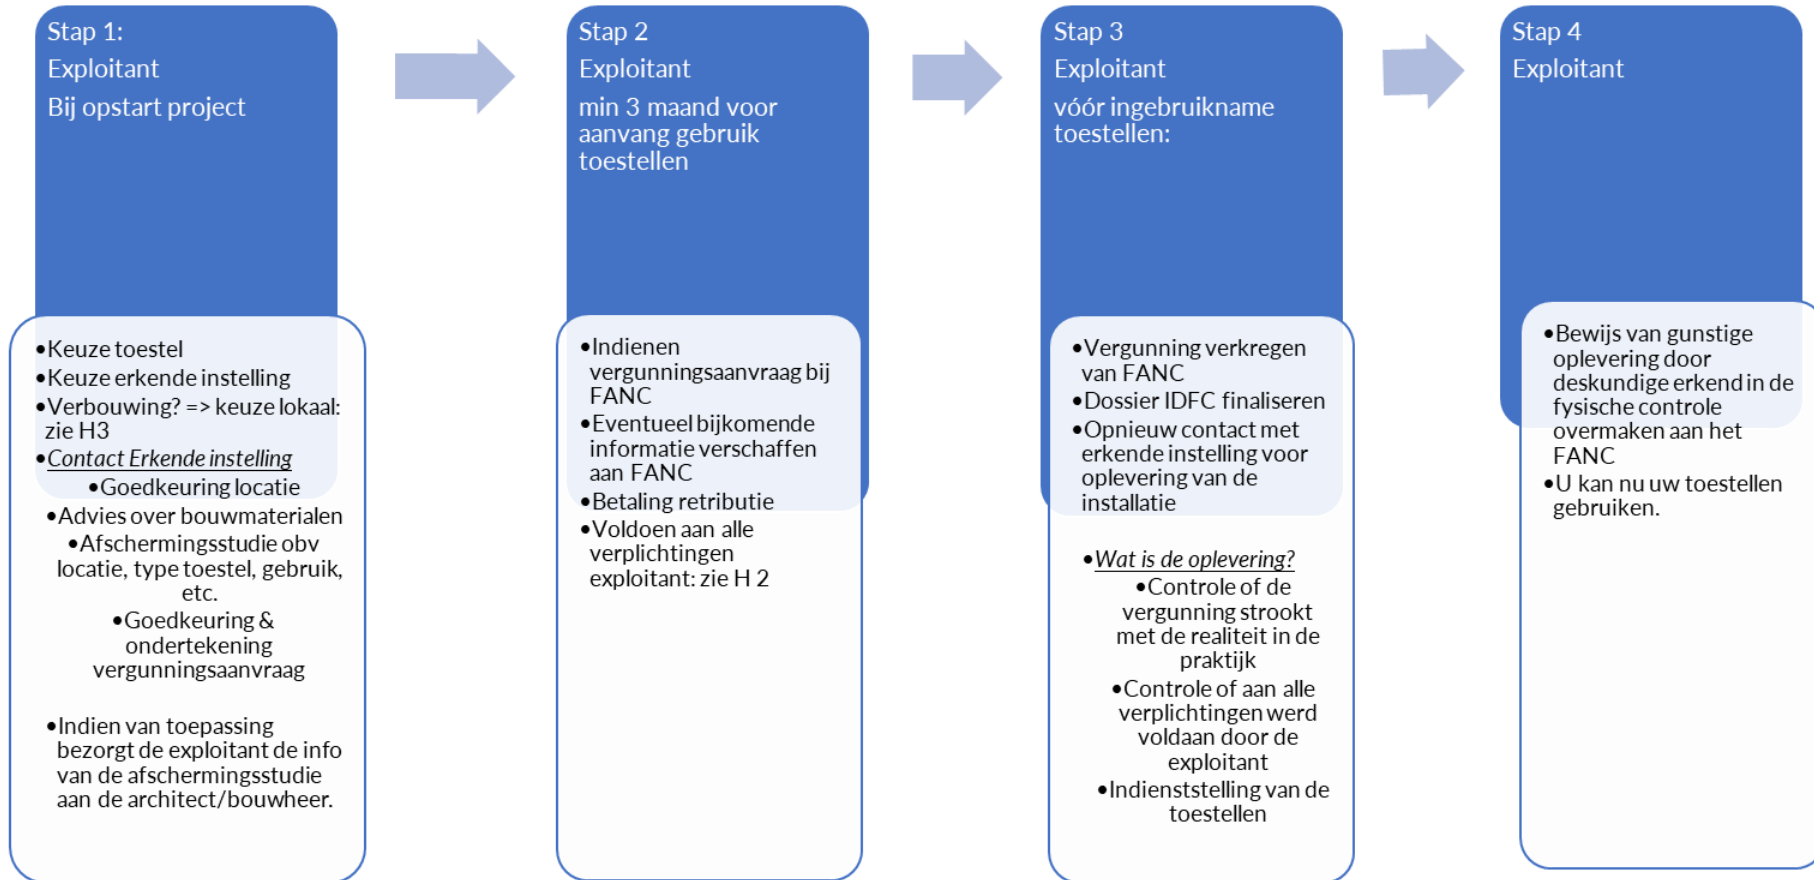 Stap 1:
Exploitant
Bij opstart project
•Keuze toestel
•Keuze erkende instelling
•Verbouwing? => keuze lokaal:
zie H3
•Contact Erkende instelling
•Goedkeuring locatie
•Advies over bouwmaterialen
•Afschermingsstudie obv
locatie, type toestel, gebruik,
etc.
•Goedkeuring &
ondertekening
vergunningsaanvraag
•Indien van toepassing
bezorgt de exploitant de info
van de afschermingsstudie
aan de architect/bouwheer.
Stap 2
Exploitant
min 3 maand voor
aanvang gebruik
toestellen
•Indienen
vergunningsaanvraag bij
FANC
•Eventueel bijkomende
informatie verschaffen
aan FANC
•Betaling retributie
•Voldoen aan alle
verplichtingen
exploitant: zie H 2
Stap 3
Exploitant
vóór ingebruikname
toestellen:
•Vergunning verkregen
van FANC
•Dossier IDFC finaliseren
•Opnieuw contact met
erkende instelling voor
oplevering van de
installatie
•Wat is de oplevering?
•Controle of de
vergunning strookt
met de realiteit in de
praktijk
•Controle of aan alle
verplichtingen werd
voldaan door de
exploitant
•Indienststelling van de
toestellen
Stap 4
Exploitant
•Bewijs van gunstige
oplevering door
deskundige erkend in de
fysische controle
overmaken aan het
FANC
•U kan nu uw toestellen
gebruiken.